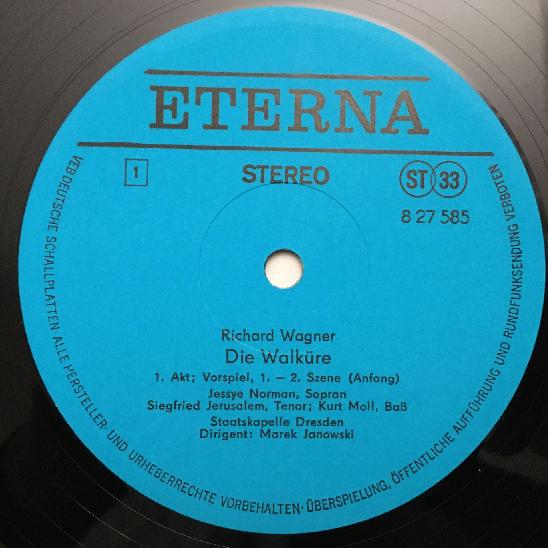 ETERNA
1
STEREO
ST 33
8 27 585
Richard Wagner
Die Walküre
1. Akt; Vorspiel, 1. – 2. Szene (Anfang)
Jessye Norman, Sopran
Siegfried Jerusalem, Tenor; Kurt Moll, Baß
Staatskapelle Dresden
Dirigent: Marek Janowski
VEB DEUTSCHE SCHALLPLATTEN ALLE HERSTELLER- UND URHEBERRECHTE VORBEHALTEN·ÜBERSPIELUNG, ÖFFENTLICHE AUFFÜHRUNG UND RUNDFUNKSENDUNG VERBOTEN